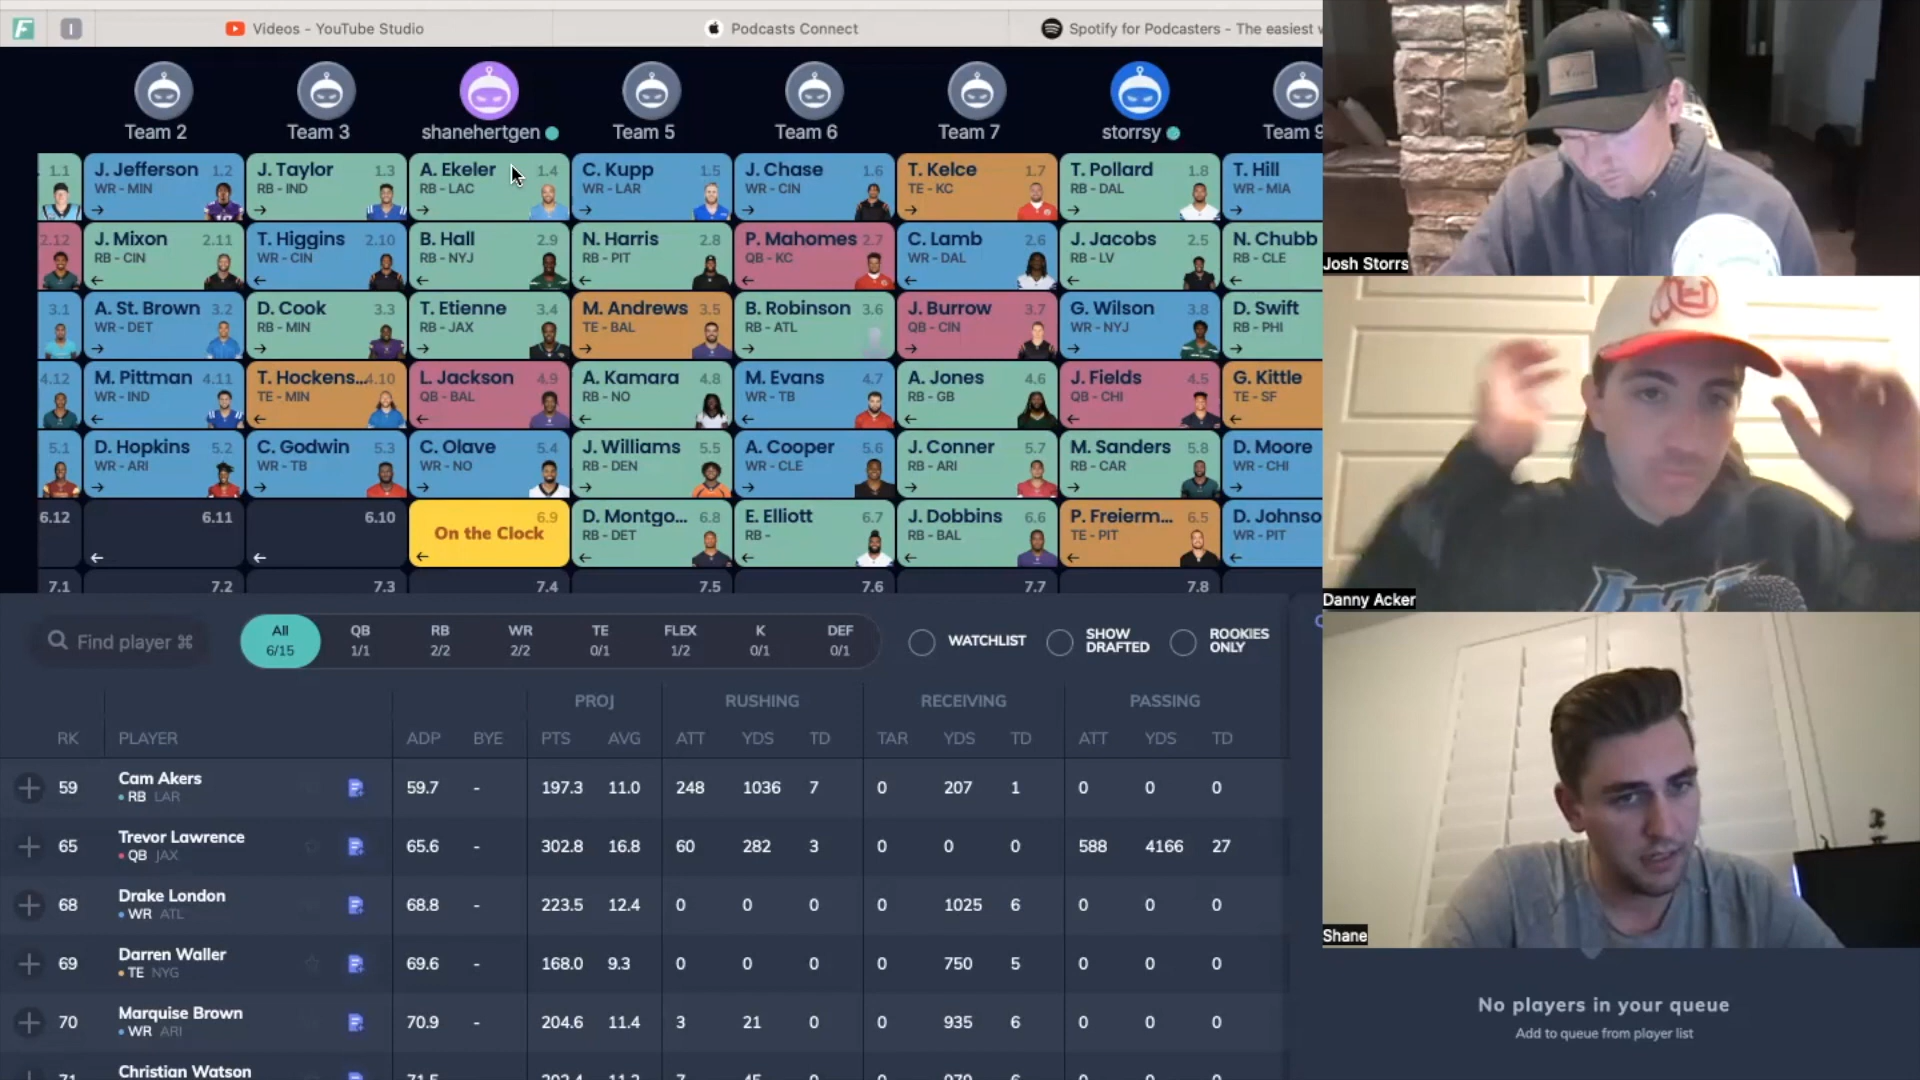 F
I
Videos - YouTube Studio
Podcasts Connect
Spotify for Podcasters - The easiest w
Team 2
Team 3
shanehertgen
Team 5
Team 6
Team 7
storrsy
Team 9
1.1
J. Jefferson 1.2
WR - MIN
J. Taylor 1.3
RB - IND
A. Ekeler 1.4
RB - LAC
C. Kupp 1.5
WR - LAR
J. Chase 1.6
WR - CIN
T. Kelce 1.7
TE - KC
T. Pollard 1.8
RB - DAL
T. Hill
WR - MIA
2.12
J. Mixon 2.11
RB - CIN
T. Higgins 2.10
WR - CIN
B. Hall 2.9
RB - NYJ
N. Harris 2.8
RB - PIT
P. Mahomes 2.7
QB - KC
C. Lamb 2.6
WR - DAL
J. Jacobs 2.5
RB - LV
N. Chubb
RB - CLE
3.1
A. St. Brown 3.2
WR - DET
D. Cook 3.3
RB - MIN
T. Etienne 3.4
RB - JAX
M. Andrews 3.5
TE - BAL
B. Robinson 3.6
RB - ATL
J. Burrow 3.7
QB - CIN
G. Wilson 3.8
WR - NYJ
D. Swift
RB - PHI
4.12
M. Pittman 4.11
WR - IND
T. Hockens... 4.10
TE - MIN
L. Jackson 4.9
QB - BAL
A. Kamara 4.8
RB - NO
M. Evans 4.7
WR - TB
A. Jones 4.6
RB - GB
J. Fields 4.5
QB - CHI
G. Kittle
TE - SF
5.1
D. Hopkins 5.2
WR - ARI
C. Godwin 5.3
WR - TB
C. Olave 5.4
WR - NO
J. Williams 5.5
RB - DEN
A. Cooper 5.6
WR - CLE
J. Conner 5.7
RB - ARI
M. Sanders 5.8
RB - CAR
D. Moore
WR - CHI
6.12
6.11
6.10
6.9
On the Clock
D. Montgo... 6.8
RB - DET
E. Elliott 6.7
RB -
J. Dobbins 6.6
RB - BAL
P. Freierm... 6.5
TE - PIT
D. Johnso
WR - PIT
7.1 7.2 7.3 7.4 7.5 7.6 7.7 7.8
Find player ⌘
All QB RB WR TE FLEX K DEF
6/15 1/1 2/2 2/2 0/1 1/2 0/1 0/1
WATCHLIST
SHOW
DRAFTED
ROOKIES
ONLY
PROJ RUSHING RECEIVING PASSING
RK PLAYER ADP BYE PTS AVG ATT YDS TD TAR YDS TD ATT YDS TD
59 Cam Akers 59.7 - 197.3 11.0 248 1036 7 0 207 1 0 0 0
RB LAR
65 Trevor Lawrence 65.6 - 302.8 16.8 60 282 3 0 0 0 588 4166 27
QB JAX
68 Drake London 68.8 - 223.5 12.4 0 0 0 0 1025 6 0 0 0
WR ATL
69 Darren Waller 69.6 - 168.0 9.3 0 0 0 0 750 5 0 0 0
TE NYG
70 Marquise Brown 70.9 - 204.6 11.4 3 21 0 0 935 6 0 0 0
WR ARI
Christian Watson
Josh Storrs
Danny Acker
Shane
No players in your queue
Add to queue from player list